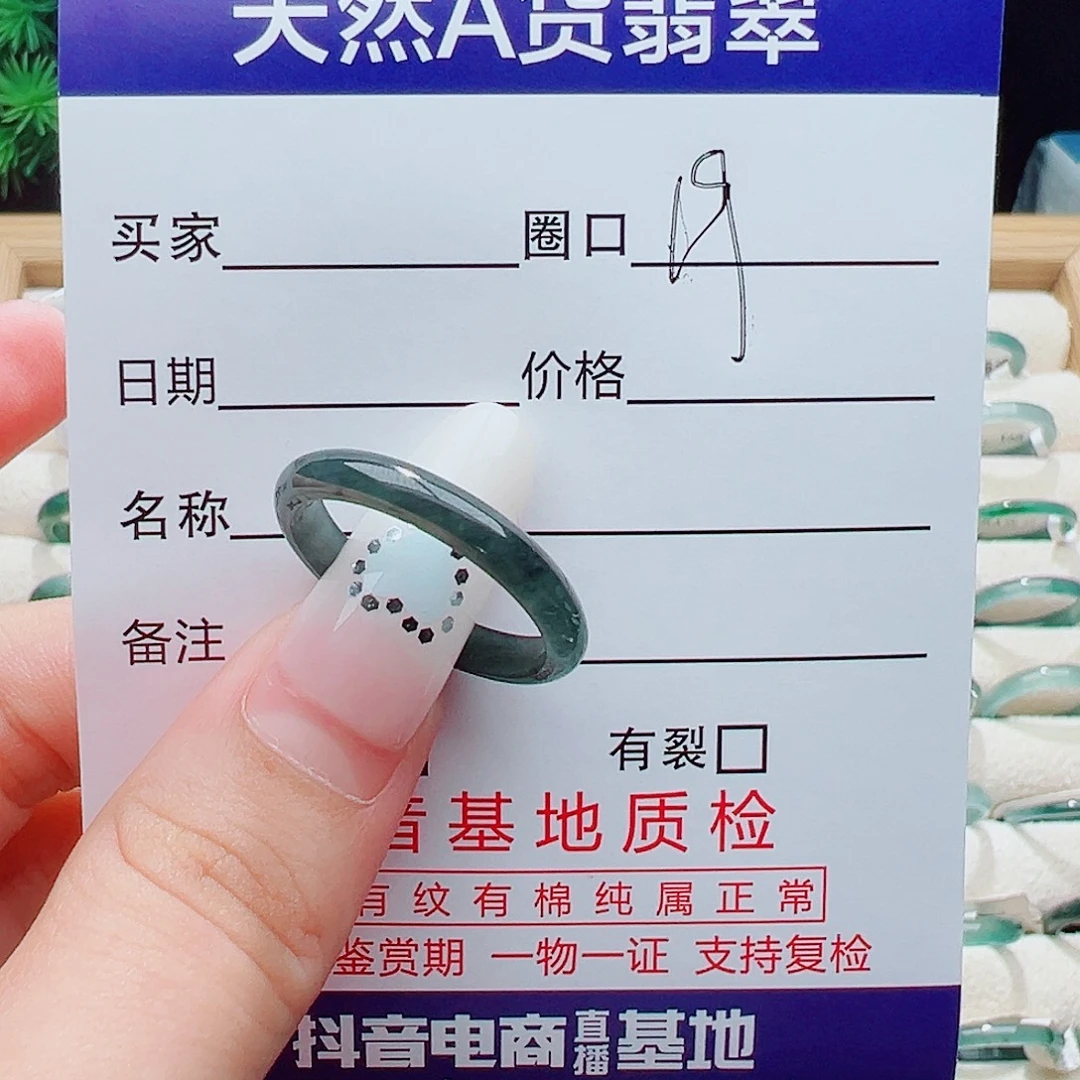 天然A货翡翠
买家 圈口
日期 价格
名称
备注
有裂
音基地质检
有纹有棉纯属正常
鉴赏期 一物一证 支持复检
抖音电商直播基地